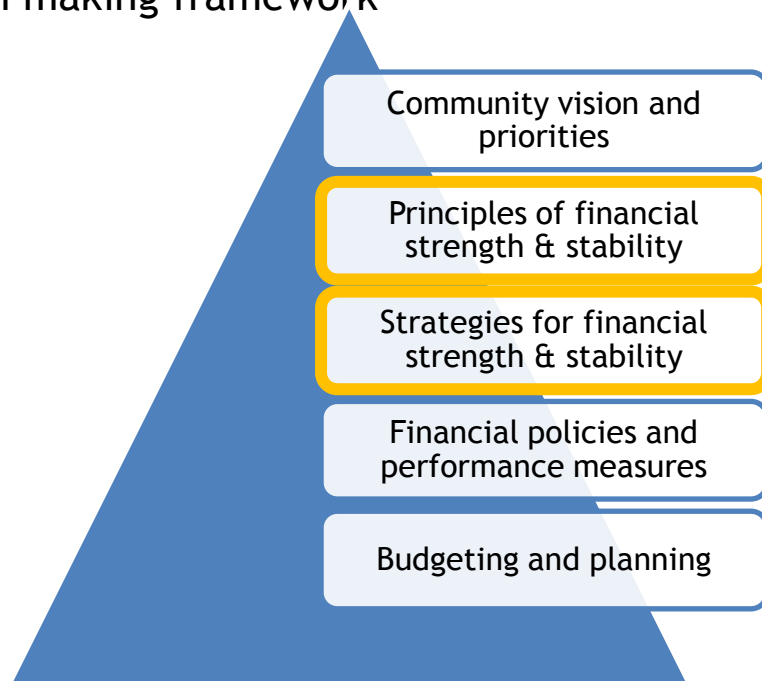 making framework
Community vision and
priorities
Principles of financial
strength & stability
Strategies for financial
strength & stability
Financial policies and
performance measures
Budgeting and planning